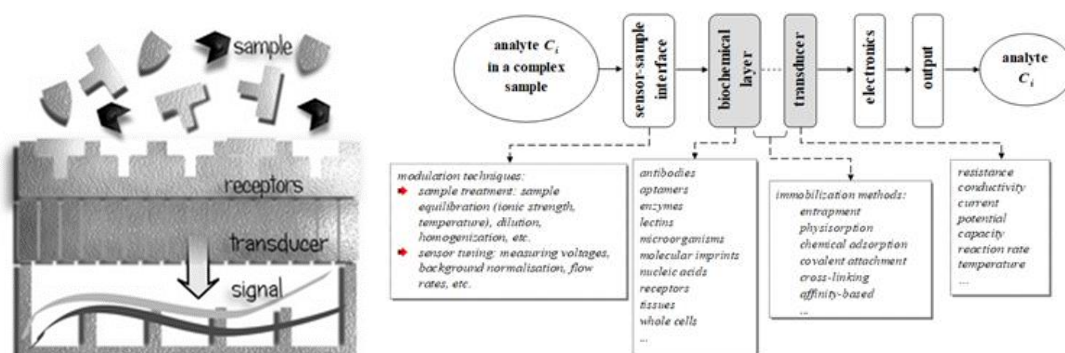 sample
receptors
transducer
signal
analyte C i
in a complex
sample
sensor-sample
interface
biochemical
layer
transducer
electronics
output
analyte
C i
modulation techniques:
sample treatment: sample
equilibration (ionic strength,
temperature), dilution,
homogenization, etc.
sensor tuning: measuring voltages,
background normalisation, flow
rates, etc.
antibodies
aptamers
enzymes
lectins
microorganisms
molecular imprints
nucleic acids
receptors
tissues
whole cells
...
immobilization methods:
entrapment
physisorption
chemical adsorption
covalent attachment
cross-linking
affinity-based
...
resistance
conductivity
current
potential
capacity
reaction rate
temperature
...